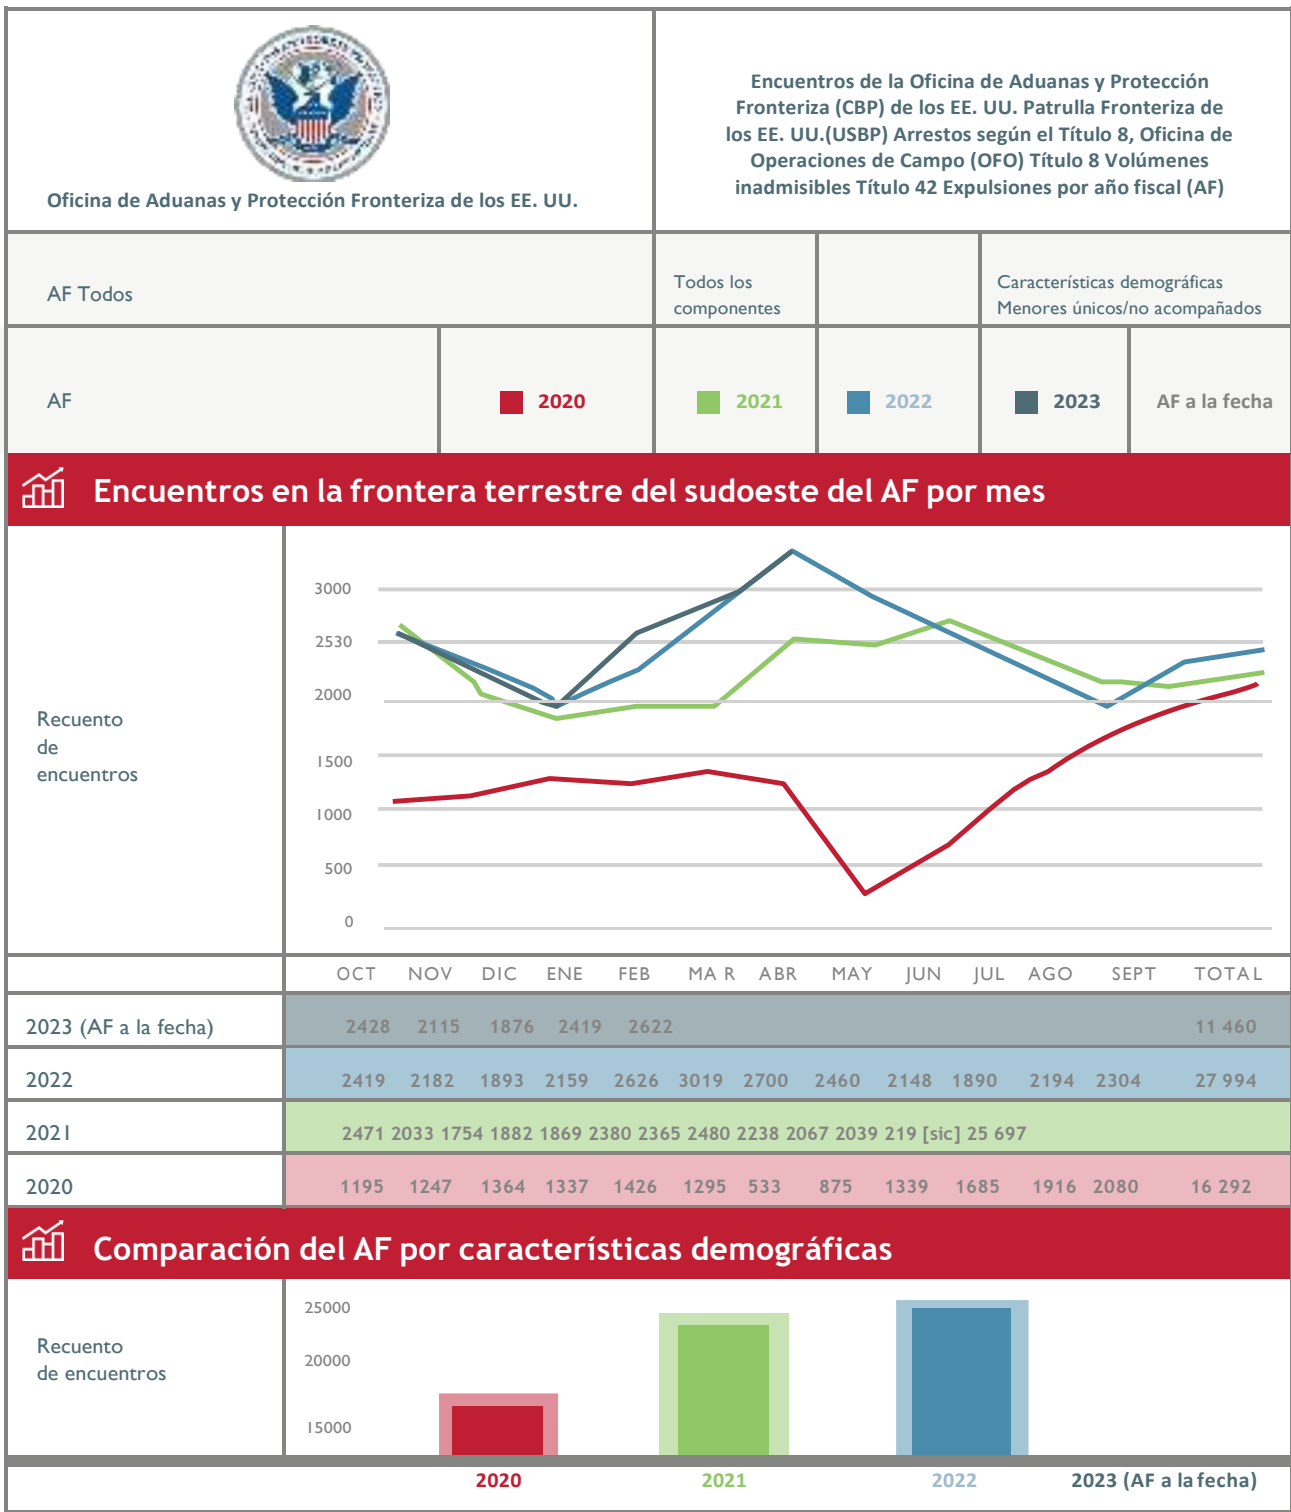 Oficina de Aduanas y Protección Fronteriza de los EE. UU.
Encuentros de la Oficina de Aduanas y Protección
Fronteriza (CBP) de los EE. UU. Patrulla Fronteriza de
los EE. UU.(USBP) Arrestos según el Título 8, Oficina de
Operaciones de Campo (OFO) Título 8 Volúmenes
inadmisibles Título 42 Expulsiones por año fiscal (AF)
AF Todos
Todos los
componentes
Características demográficas
Menores únicos/no acompañados
AF
2020
2021
2022
2023
AF a la fecha
Encuentros en la frontera terrestre del sudoeste del AF por mes
Recuento
de
encuentros
3000
2530
2000
1500
1000
500
0
OCT NOV DIC ENE FEB MA R ABR MAY JUN JUL AGO SEPT TOTAL
2023 (AF a la fecha) 2428 2115 1876 2419 2622 11 460
2022 2419 2182 1893 2159 2626 3019 2700 2460 2148 1890 2194 2304 27 994
2021 2471 2033 1754 1882 1869 2380 2365 2480 2238 2067 2039 219 [sic] 25 697
2020 1195 1247 1364 1337 1426 1295 533 875 1339 1685 1916 2080 16 292
Comparación del AF por características demográficas
Recuento
de encuentros
25000
20000
15000
2020 2021 2022 2023 (AF a la fecha)